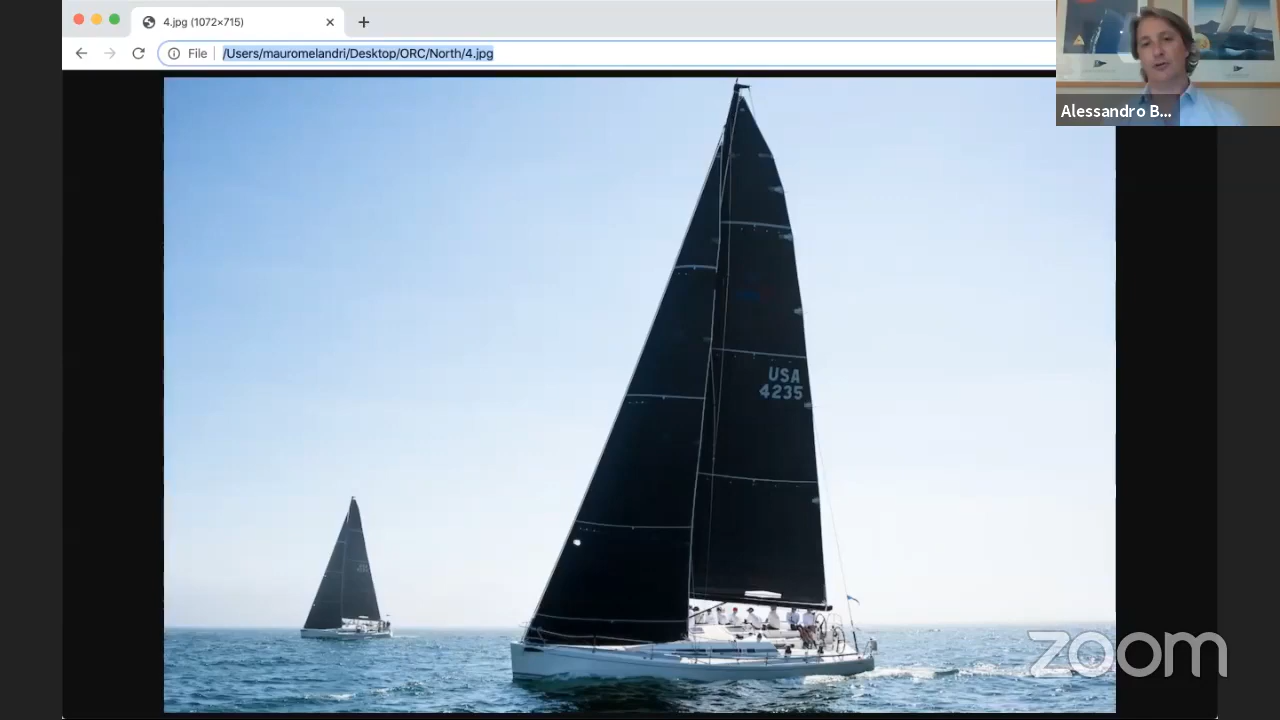 4.jpg (1072×715)
File
/Users/mauromelandri/Desktop/ORC/North/4.jpg
Alessandro B...
USA
4235
zoom